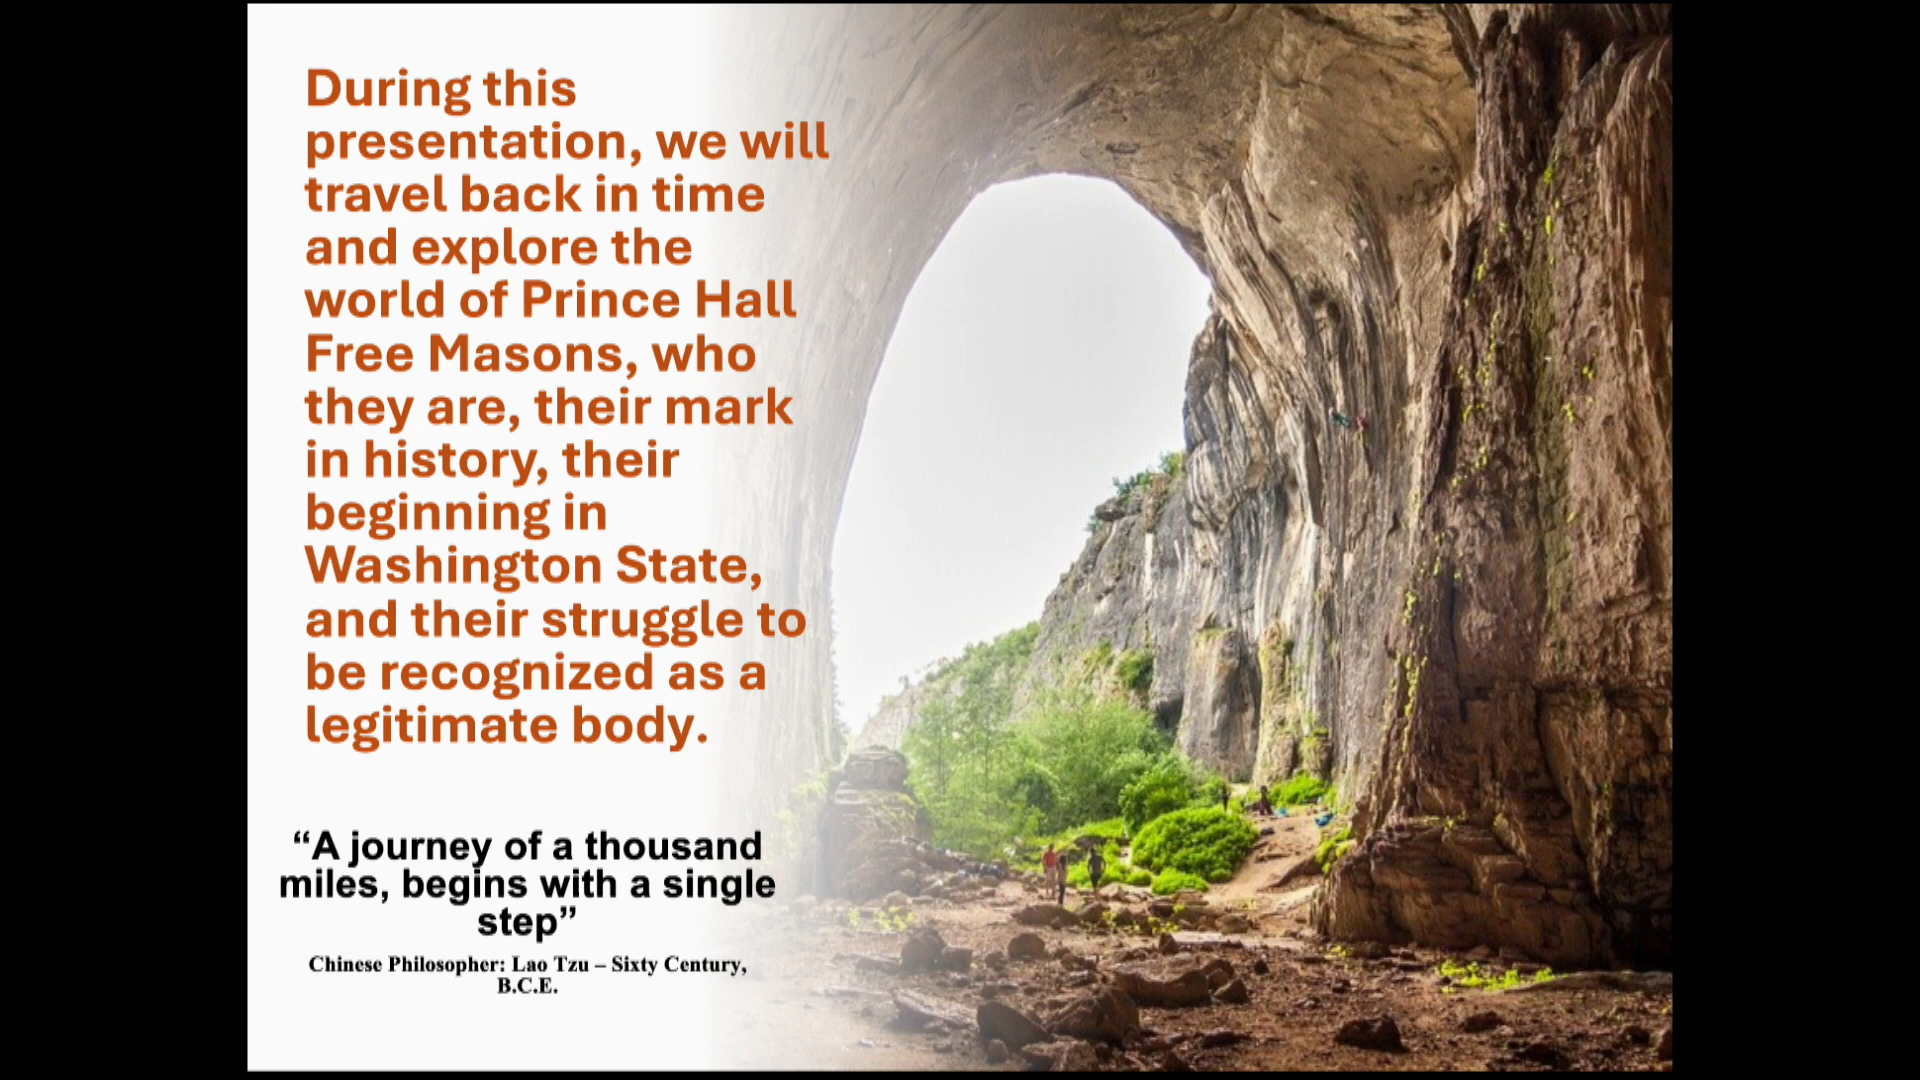 During this
presentation, we will
travel back in time
and explore the
world of Prince Hall
Free Masons, who
they are, their mark
in history, their
beginning in
Washington State,
and their struggle to
be recognized as a
legitimate body.
“A journey of a thousand
miles, begins with a single
step”
Chinese Philosopher: Lao Tzu – Sixty Century,
B.C.E.